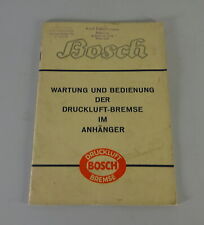 Bosch
WARTUNG UND BEDIENUNG
DER
DRUCKLUFT-BREMSE
IM
ANHÄNGER
DRUCKLUFT
BOSCH
BREMSE